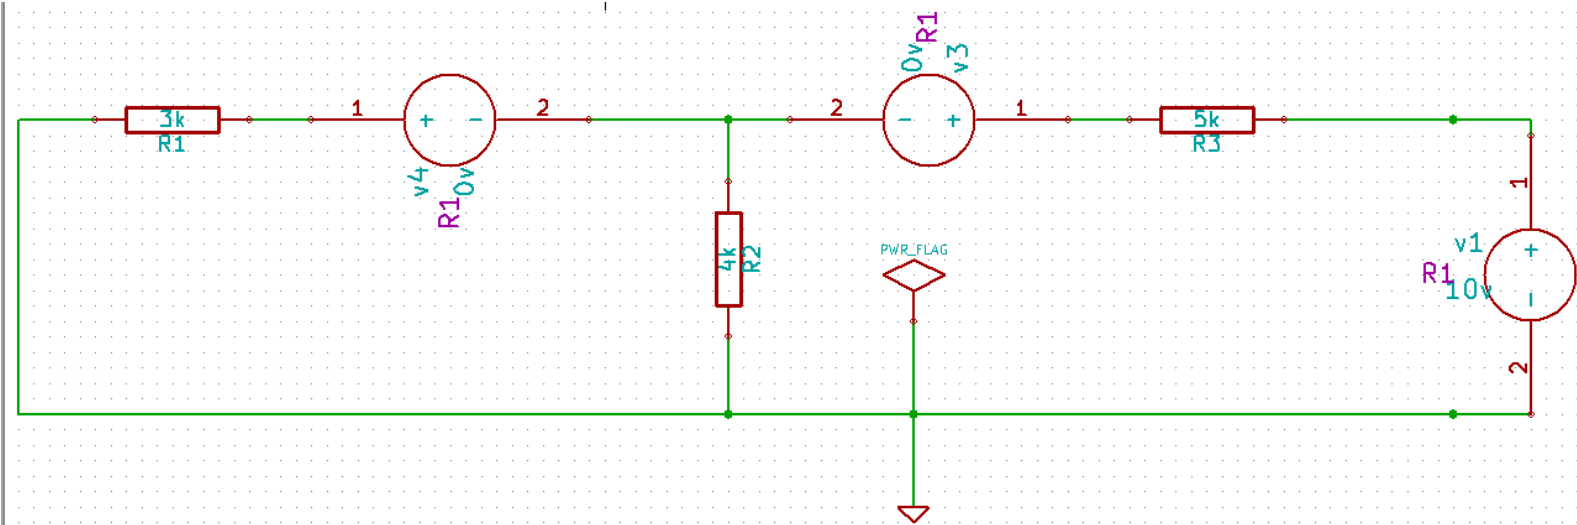 3k
R1
1
+
-
2
v4
0v
R1
4k
R2
2
-
+
1
0v
v3
R1
5k
R3
PWR_FLAG
1
v1
+
R1
10v
-
2